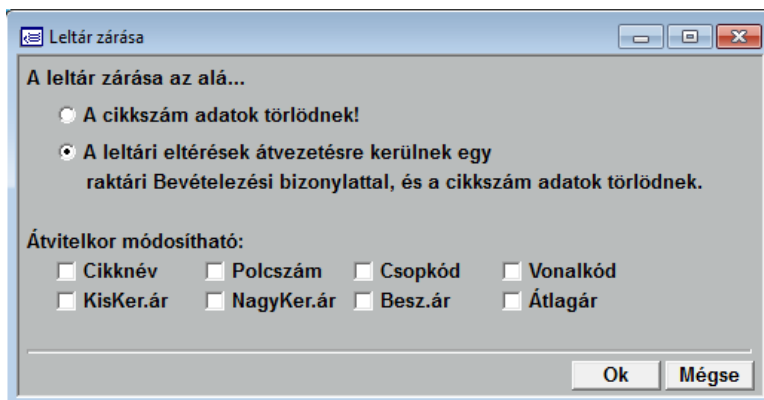 Leltár zárása
A leltár zárása az alá...
A cikkszám adatok törlődnek!
A leltári eltérések átvezetésre kerülnek egy
raktári Bevételezési bizonylattal, és a cikkszám adatok törlődnek.
Átvitelkor módosítható:
Cikknév Polcszám Csopkód Vonalkód
KisKer.ár NagyKer.ár Besz.ár Átlagár
Ok Mégse